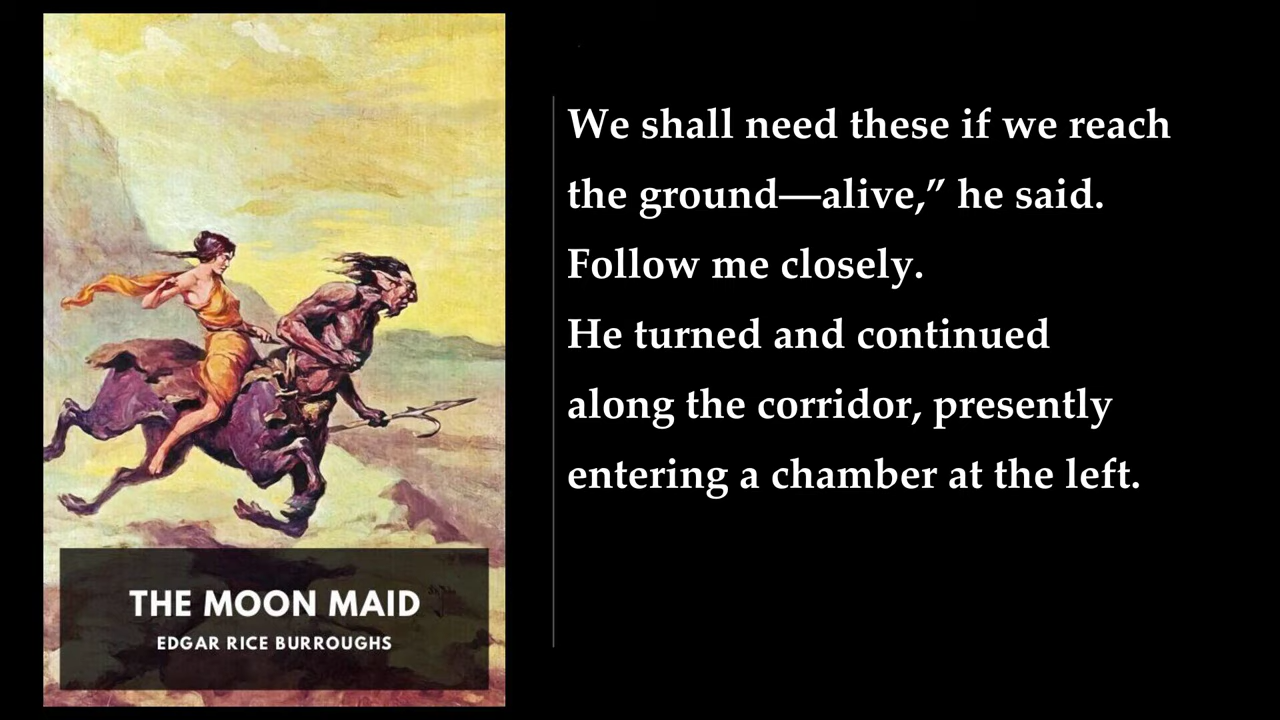 We shall need these if we reach
the ground—alive,” he said.
Follow me closely.
He turned and continued
along the corridor, presently
entering a chamber at the left.
THE MOON MAID
EDGAR RICE BURROUGHS